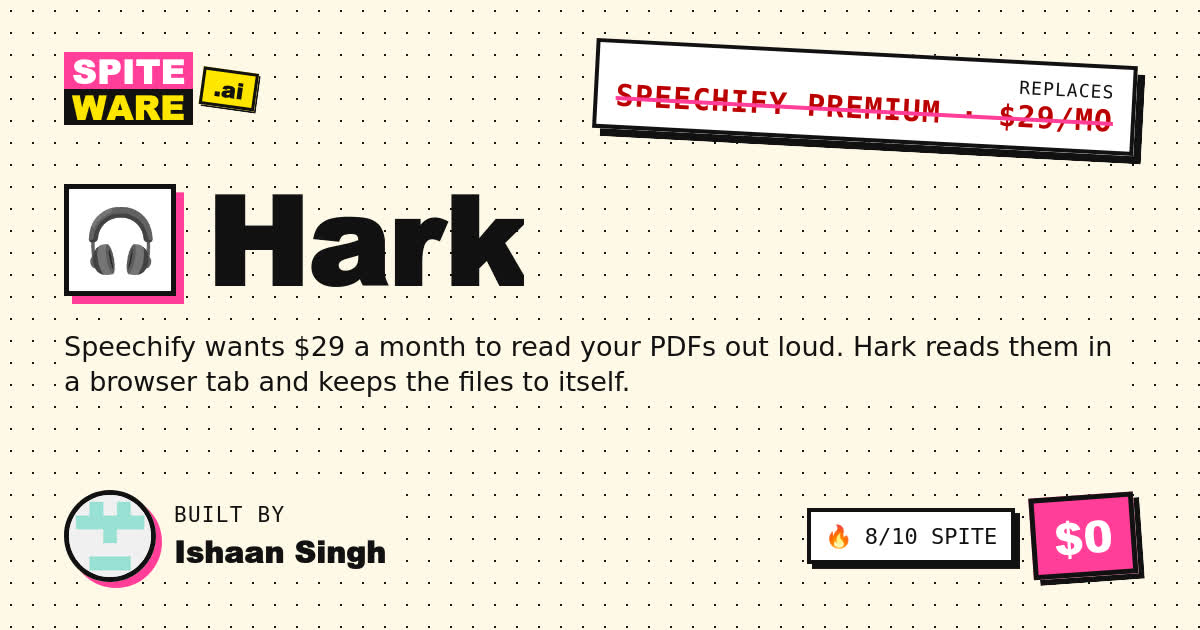 SPITE
WARE
.ai
REPLACES
SPEECHIFY PREMIUM · $29/MO
Hark
Speechify wants $29 a month to read your PDFs out loud. Hark reads them in
a browser tab and keeps the files to itself.
BUILT BY
Ishaan Singh
🔥 8/10 SPITE
$0